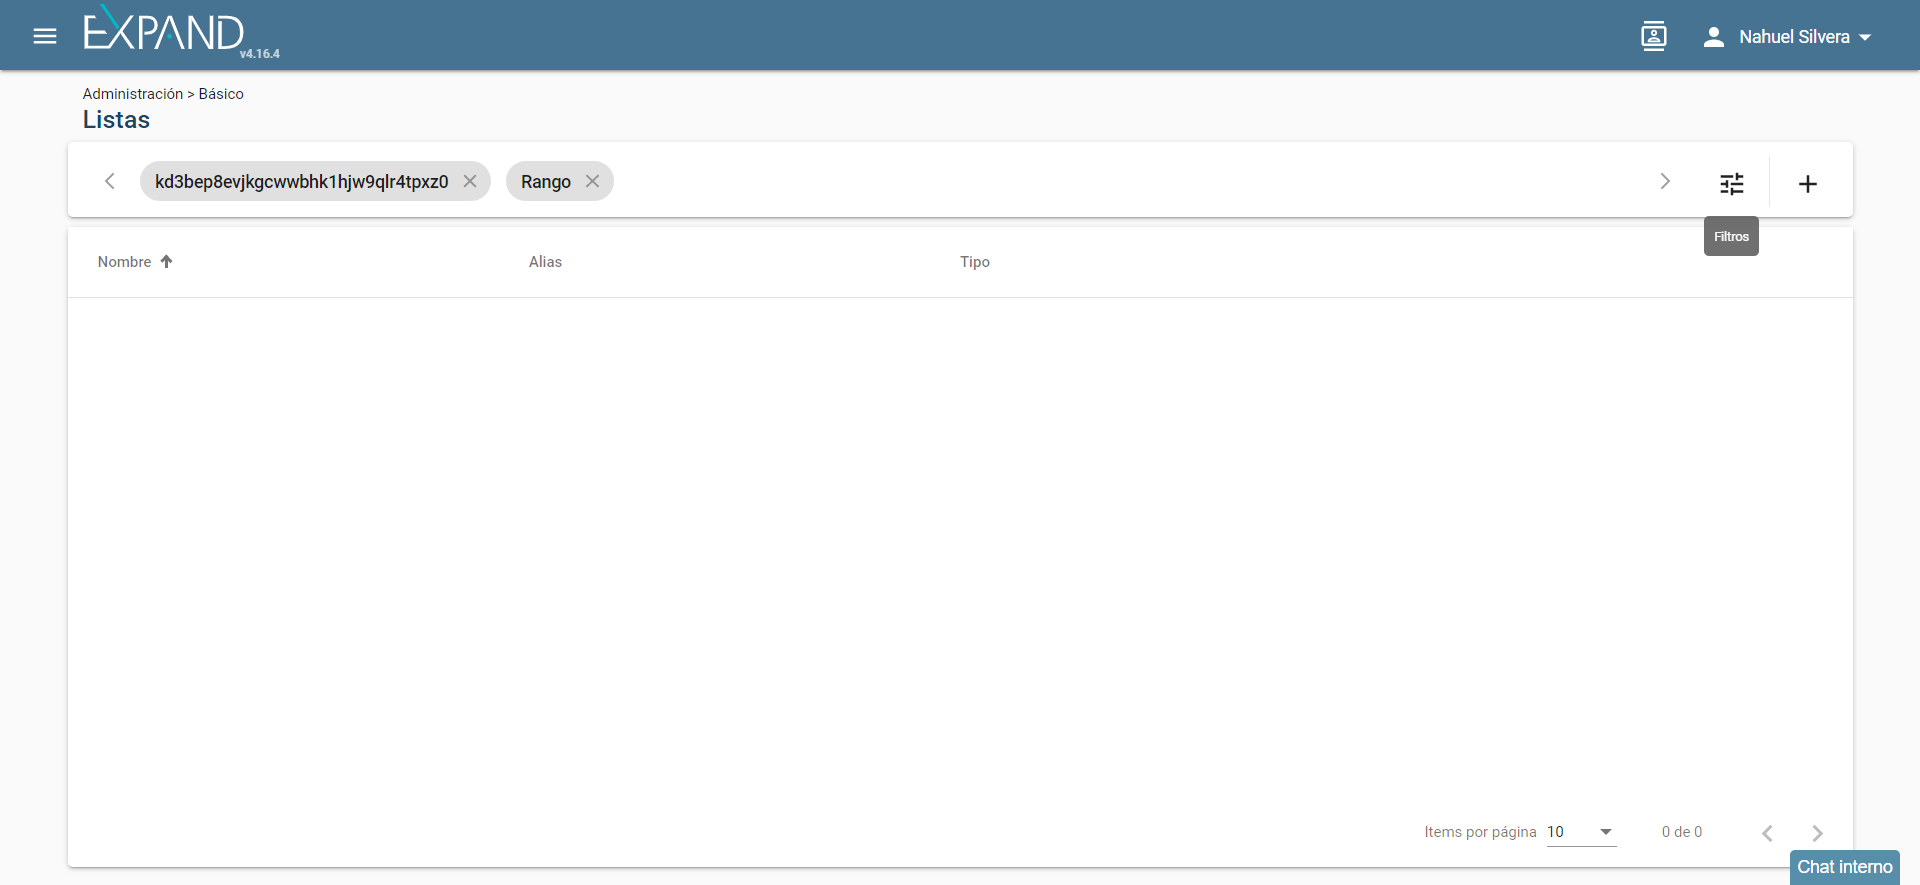 EXPAND
v4.16.4
Nahuel Silvera
Administración > Básico
Listas
kd3bep8evjkgcwwbhk1hjw9qlr4tpxz0
Rango
Filtros
Nombre
Alias
Tipo
Items por página 10
0 de 0
Chat interno